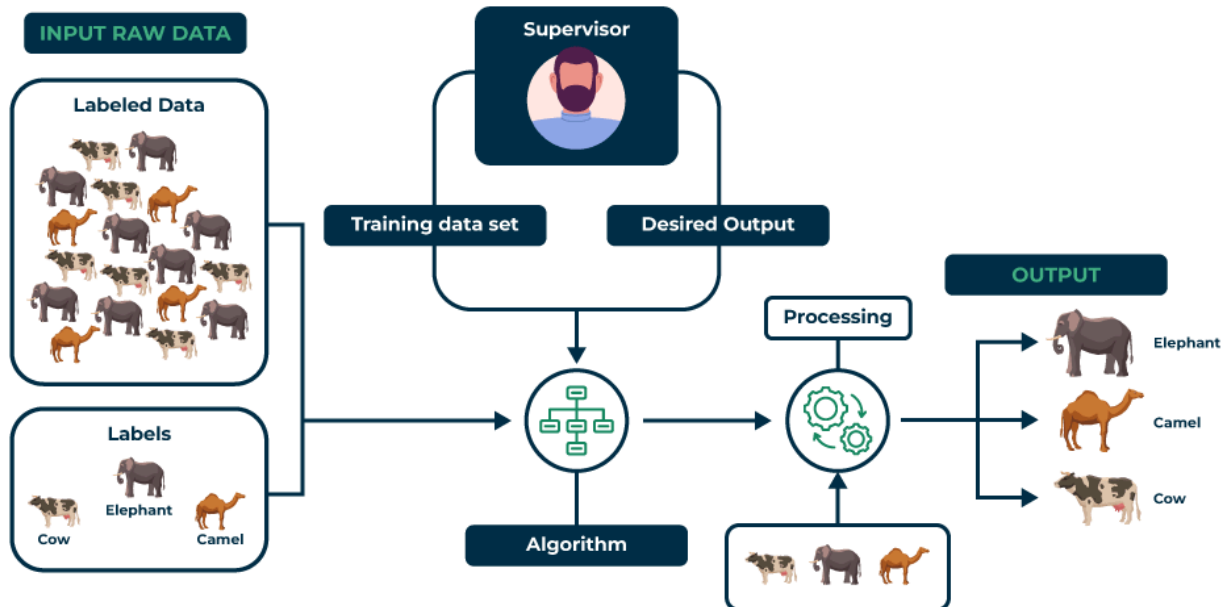 INPUT RAW DATA
Labeled Data
Supervisor
Training data set
Desired Output
Labels
Elephant
Cow
Camel
Algorithm
Processing
OUTPUT
Elephant
Camel
Cow